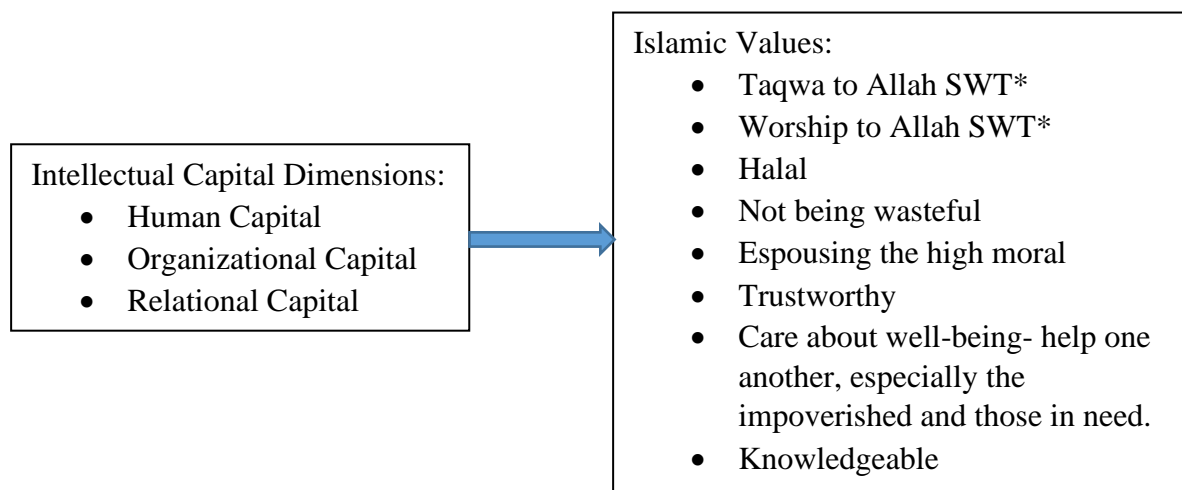 Intellectual Capital Dimensions:
• Human Capital
• Organizational Capital
• Relational Capital
Islamic Values:
• Taqwa to Allah SWT*
• Worship to Allah SWT*
• Halal
• Not being wasteful
• Espousing the high moral
• Trustworthy
• Care about well-being- help one
another, especially the
impoverished and those in need.
• Knowledgeable